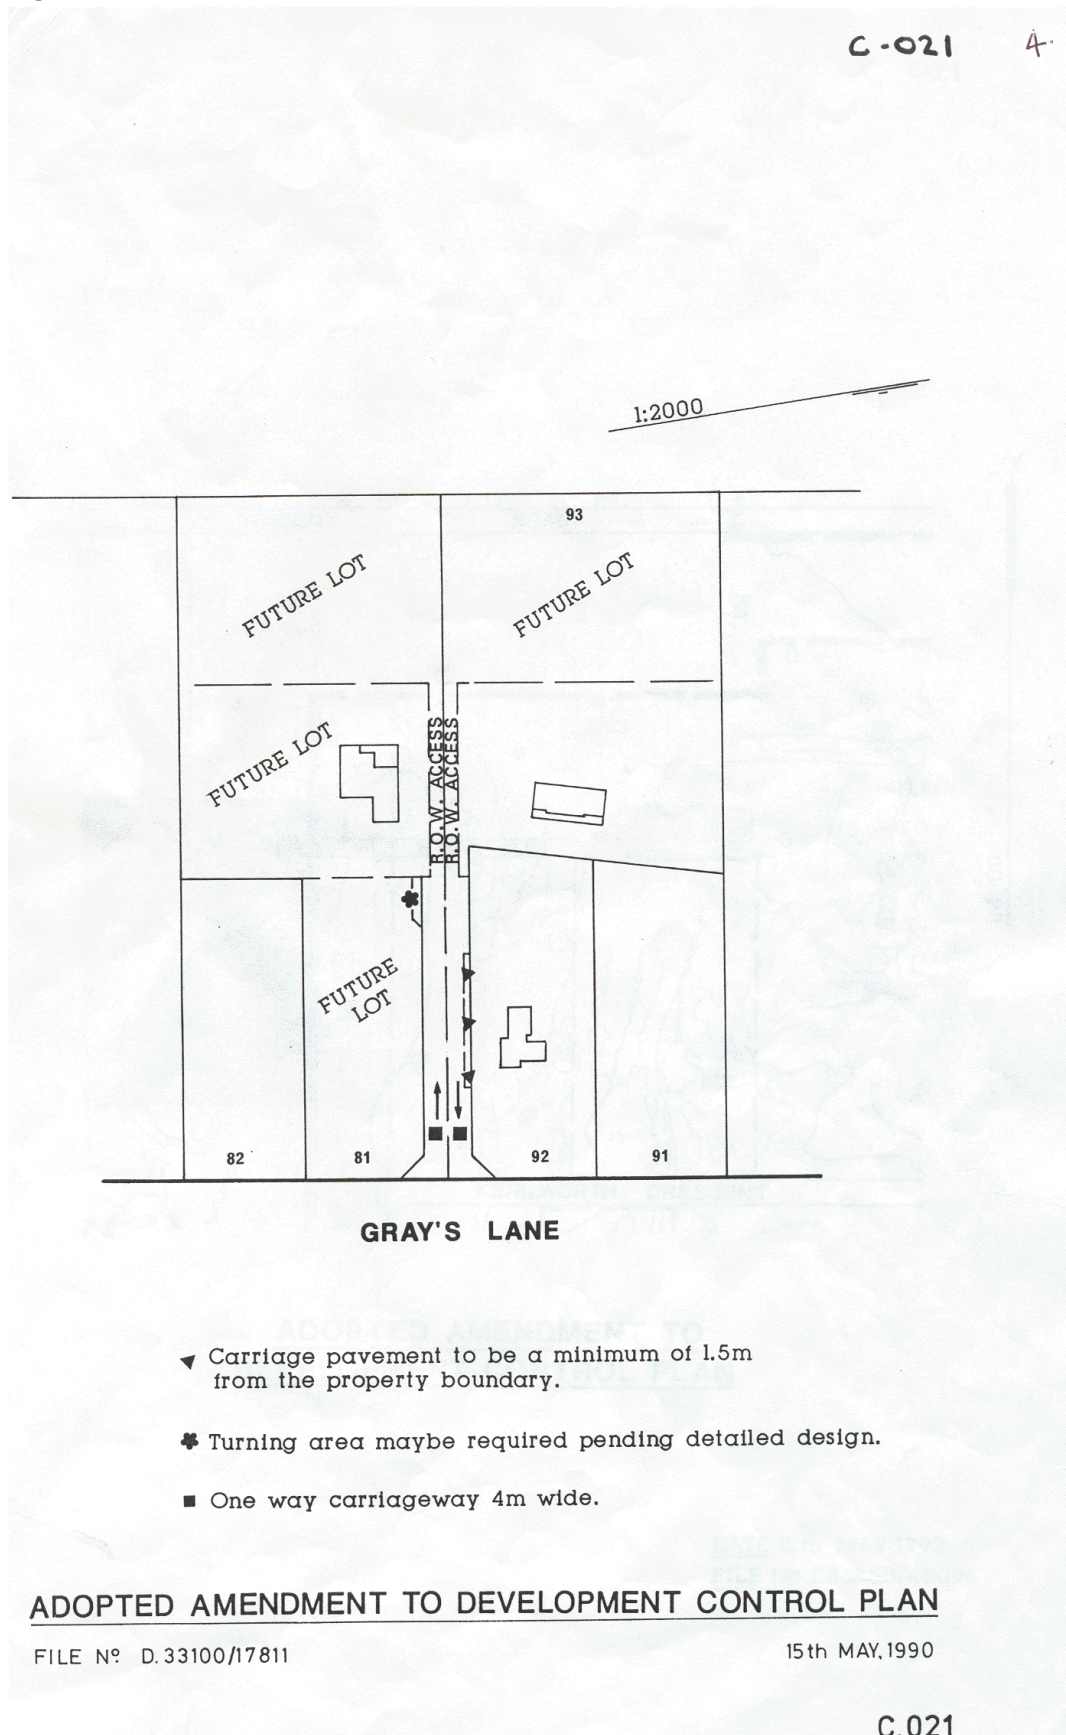 C-021 4.
1:2000
93
FUTURE LOT
FUTURE LOT
FUTURE LOT
R.O.W. ACCESS
R.O.W. ACCESS
FUTURE
LOT
82
81
92
91
GRAY'S LANE
Carriage pavement to be a minimum of 1.5m
from the property boundary.
Turning area maybe required pending detailed design.
One way carriageway 4m wide.
ADOPTED AMENDMENT TO DEVELOPMENT CONTROL PLAN
FILE Nº D.33100/17811
15th MAY, 1990
C.021